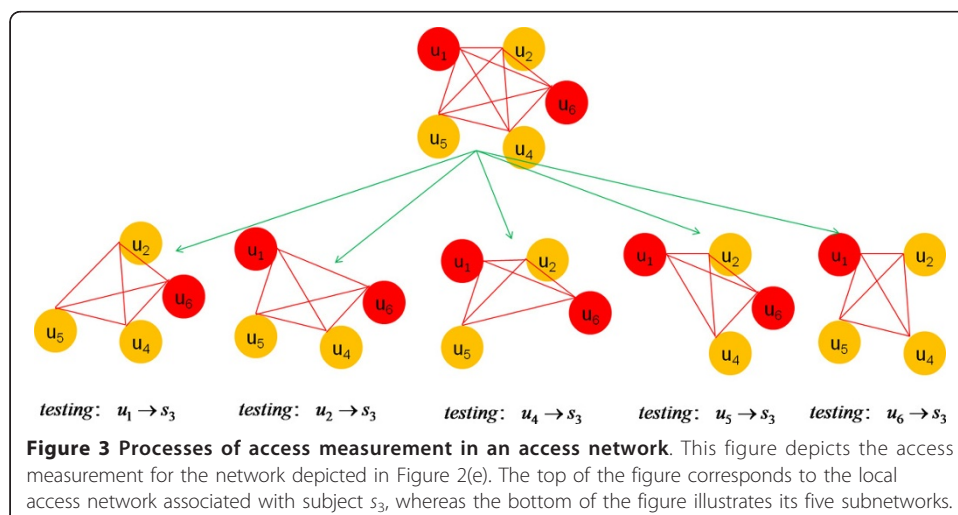 u₁ u₂
u₆
u₅ u₄
u₂
u₆
u₅ u₄
u₁
u₆
u₄
u₁ u₂
u₆
u₅
u₁ u₂
u₆
u₄
u₁ u₂
u₅ u₄
testing: u₁ → s₃
testing: u₂ → s₃
testing: u₄ → s₃
testing: u₅ → s₃
testing: u₆ → s₃
Figure 3 Processes of access measurement in an access network. This figure depicts the access
measurement for the network depicted in Figure 2(e). The top of the figure corresponds to the local
access network associated with subject s₃, whereas the bottom of the figure illustrates its five subnetworks.